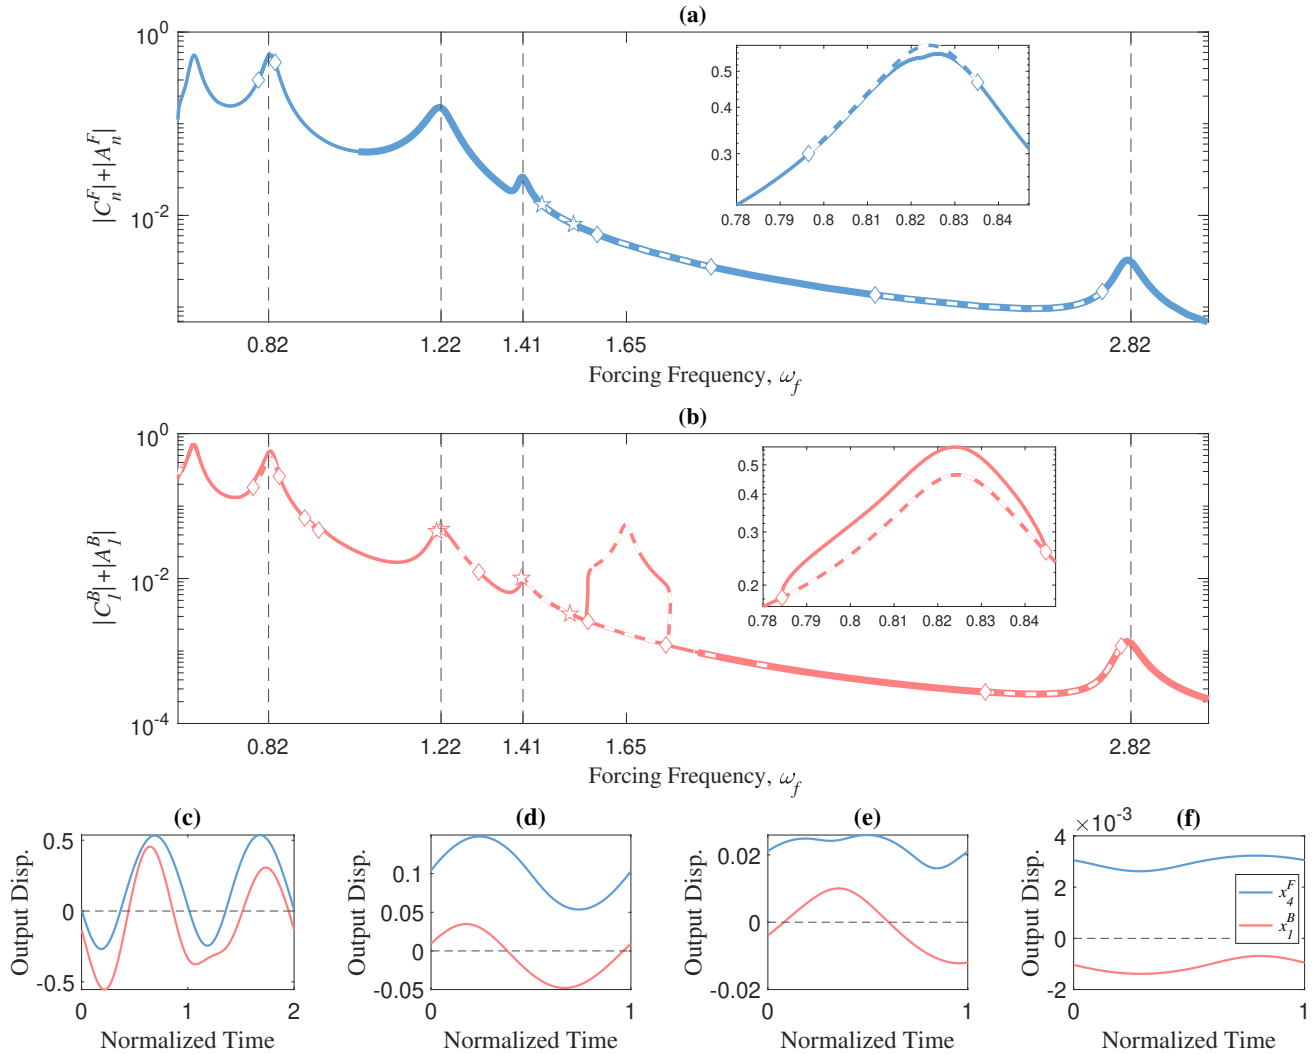 (a)
10^0
10^-2
|C_n^F|+|A_n^F|
0.5
0.4
0.3
0.78 0.79 0.8 0.81 0.82 0.83 0.84
0.82 1.22 1.41 1.65 2.82
Forcing Frequency, ω_f
(b)
10^0
10^-2
10^-4
|C_1^B|+|A_1^B|
0.5
0.4
0.3
0.2
0.78 0.79 0.8 0.81 0.82 0.83 0.84
0.82 1.22 1.41 1.65 2.82
Forcing Frequency, ω_f
(c)
Output Disp.
0.5
0
-0.5
0 1 2
Normalized Time
(d)
Output Disp.
0.1
0.05
0
-0.05
0 1
Normalized Time
(e)
Output Disp.
0.02
0
-0.02
0 1
Normalized Time
(f)
×10^-3
Output Disp.
4
2
0
-2
x_4^F
x_1^B
0 1
Normalized Time